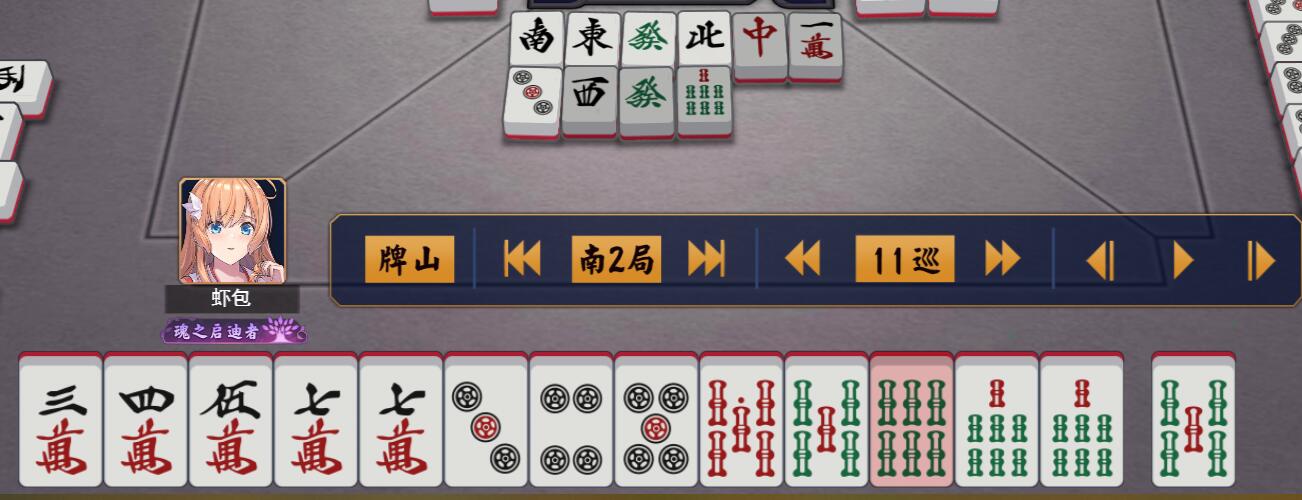 南 東 發 北 中 一萬
西 發
牌山 南2局 11巡
虾包
魂之启迪者
三萬 四萬 伍萬 七萬 七萬